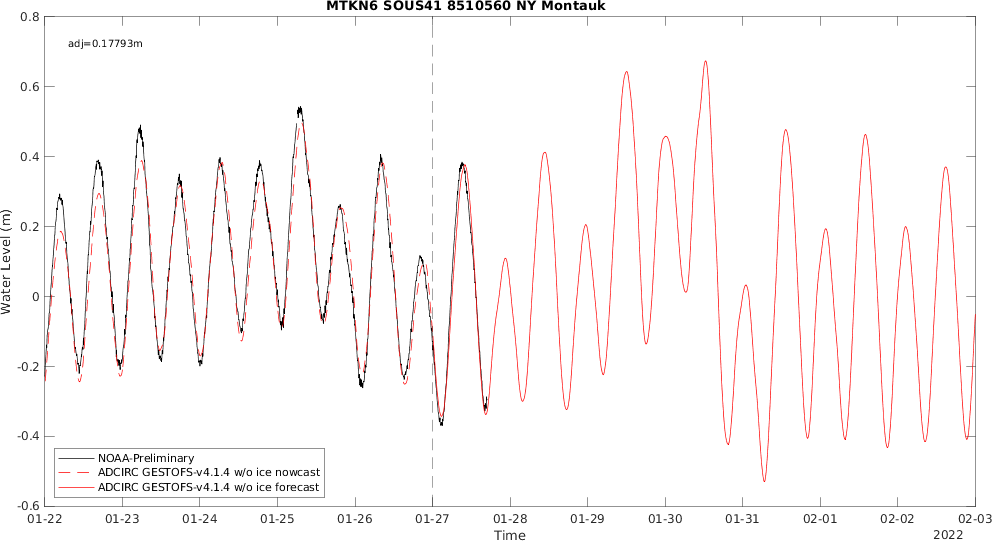 MTKN6 SOUS41 8510560 NY Montauk
adj=0.17793m
Water Level (m)
0.8
0.6
0.4
0.2
0
-0.2
-0.4
-0.6
NOAA-Preliminary
ADCIRC GESTOFS-v4.1.4 w/o ice nowcast
ADCIRC GESTOFS-v4.1.4 w/o ice forecast
01-22 01-23 01-24 01-25 01-26 01-27 01-28 01-29 01-30 01-31 02-01 02-02 02-03
Time
2022